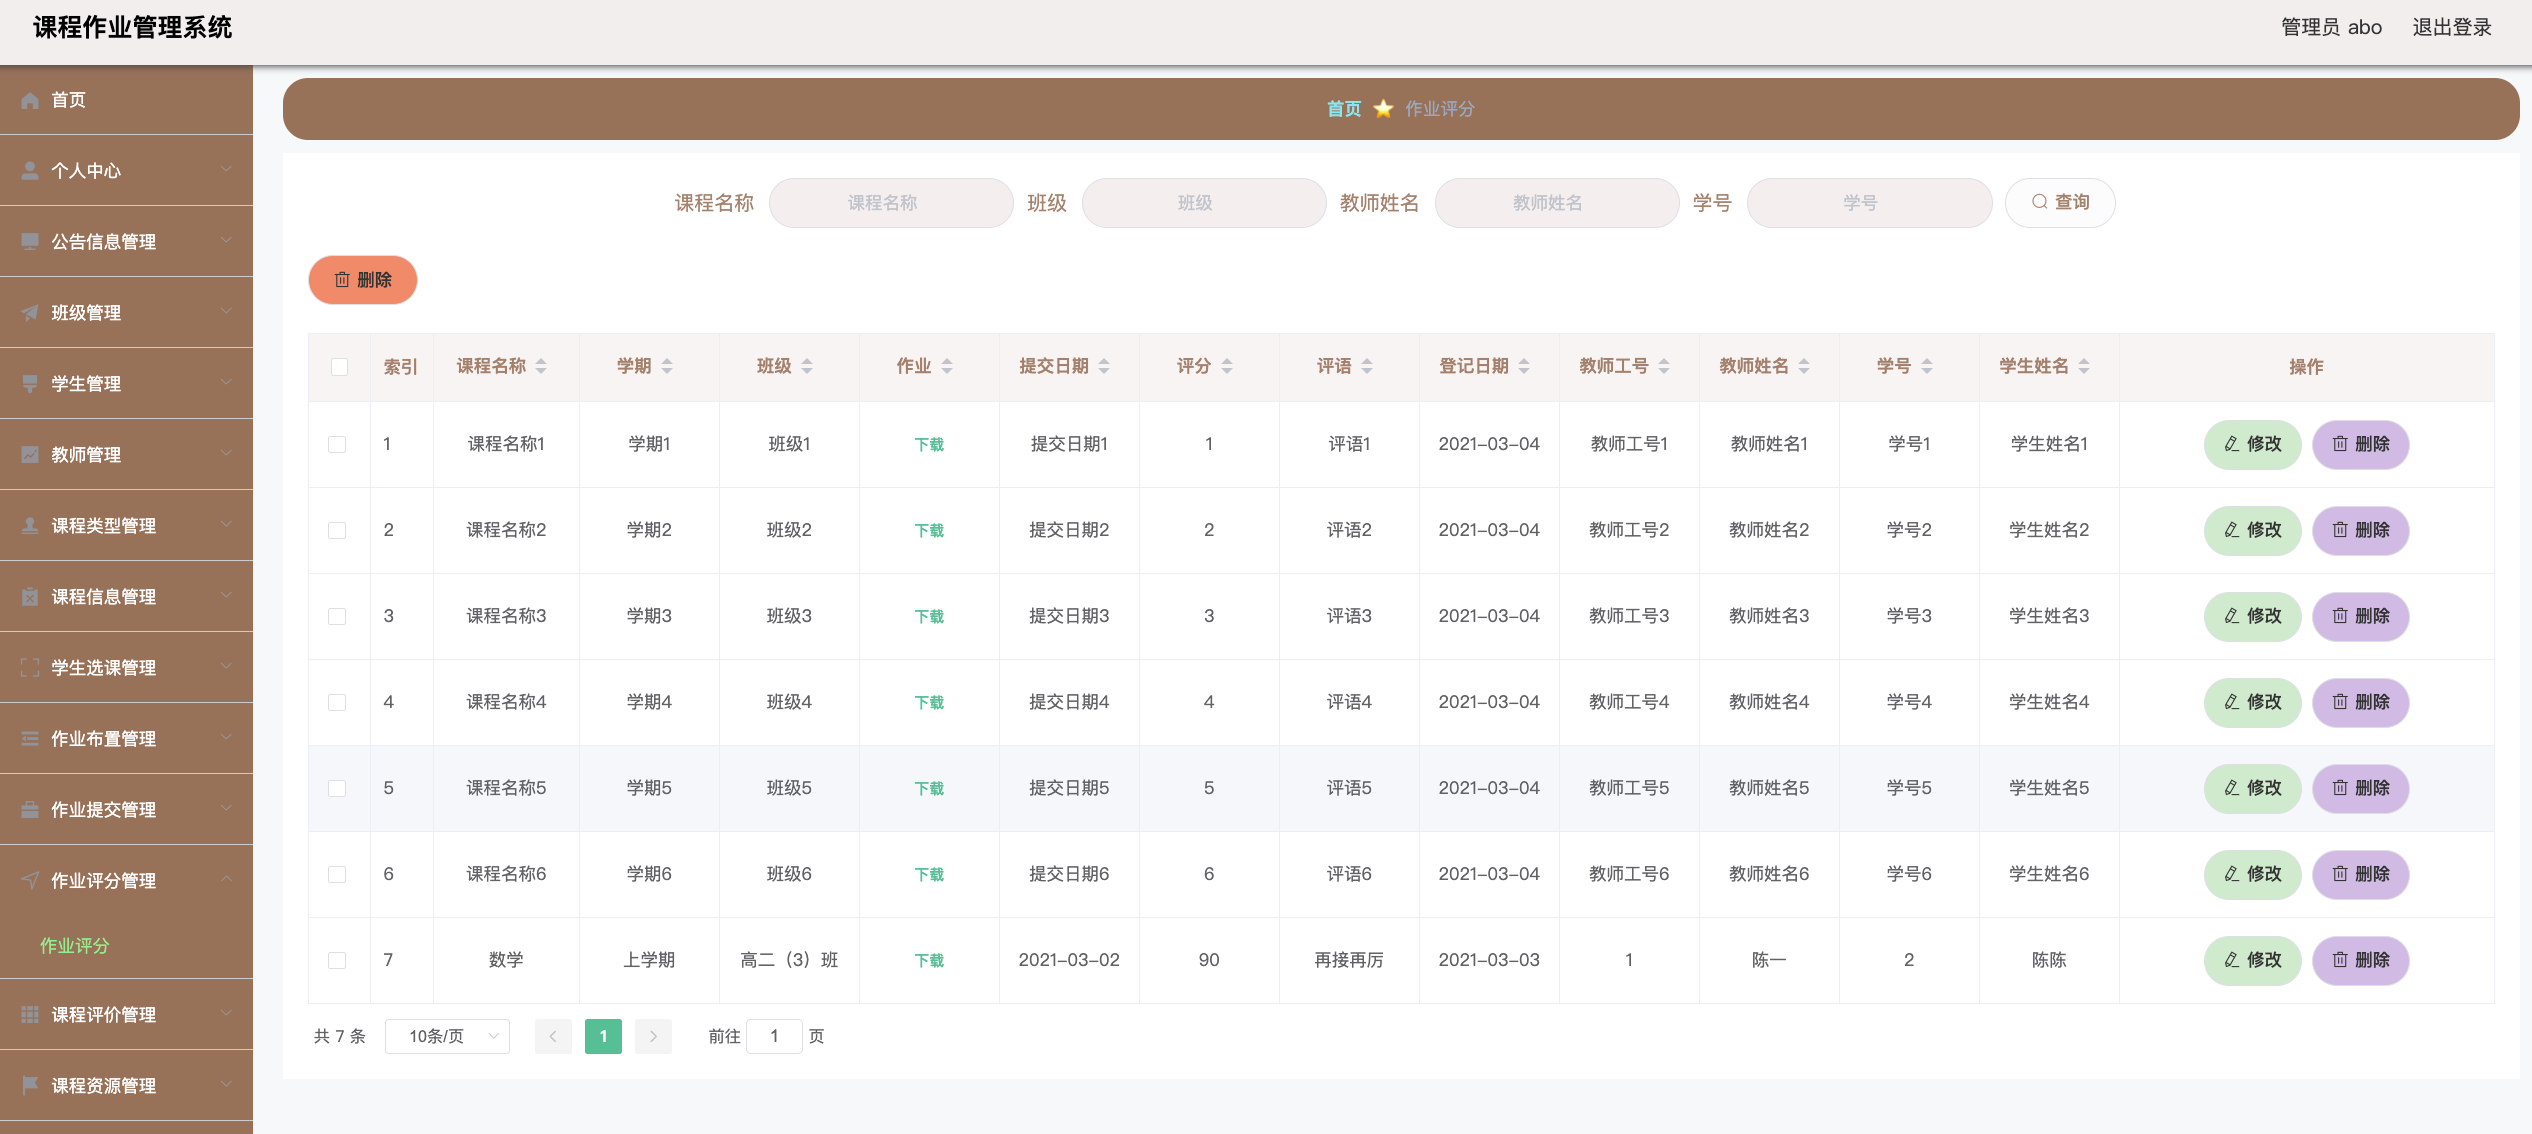 课程作业管理系统
管理员 abo 退出登录
首页
个人中心
公告信息管理
班级管理
学生管理
教师管理
课程类型管理
课程信息管理
学生选课管理
作业布置管理
作业提交管理
作业评分管理
作业评分
课程评价管理
课程资源管理
首页 作业评分
课程名称 课程名称 班级 班级 教师姓名 教师姓名 学号 学号 查询
删除
索引 课程名称 学期 班级 作业 提交日期 评分 评语 登记日期 教师工号 教师姓名 学号 学生姓名 操作
1 课程名称1 学期1 班级1 下载 提交日期1 1 评语1 2021-03-04 教师工号1 教师姓名1 学号1 学生姓名1 修改 删除
2 课程名称2 学期2 班级2 下载 提交日期2 2 评语2 2021-03-04 教师工号2 教师姓名2 学号2 学生姓名2 修改 删除
3 课程名称3 学期3 班级3 下载 提交日期3 3 评语3 2021-03-04 教师工号3 教师姓名3 学号3 学生姓名3 修改 删除
4 课程名称4 学期4 班级4 下载 提交日期4 4 评语4 2021-03-04 教师工号4 教师姓名4 学号4 学生姓名4 修改 删除
5 课程名称5 学期5 班级5 下载 提交日期5 5 评语5 2021-03-04 教师工号5 教师姓名5 学号5 学生姓名5 修改 删除
6 课程名称6 学期6 班级6 下载 提交日期6 6 评语6 2021-03-04 教师工号6 教师姓名6 学号6 学生姓名6 修改 删除
7 数学 上学期 高二（3）班 下载 2021-03-02 90 再接再厉 2021-03-03 1 陈一 2 陈陈 修改 删除
共 7 条 10条/页 1 前往 1 页